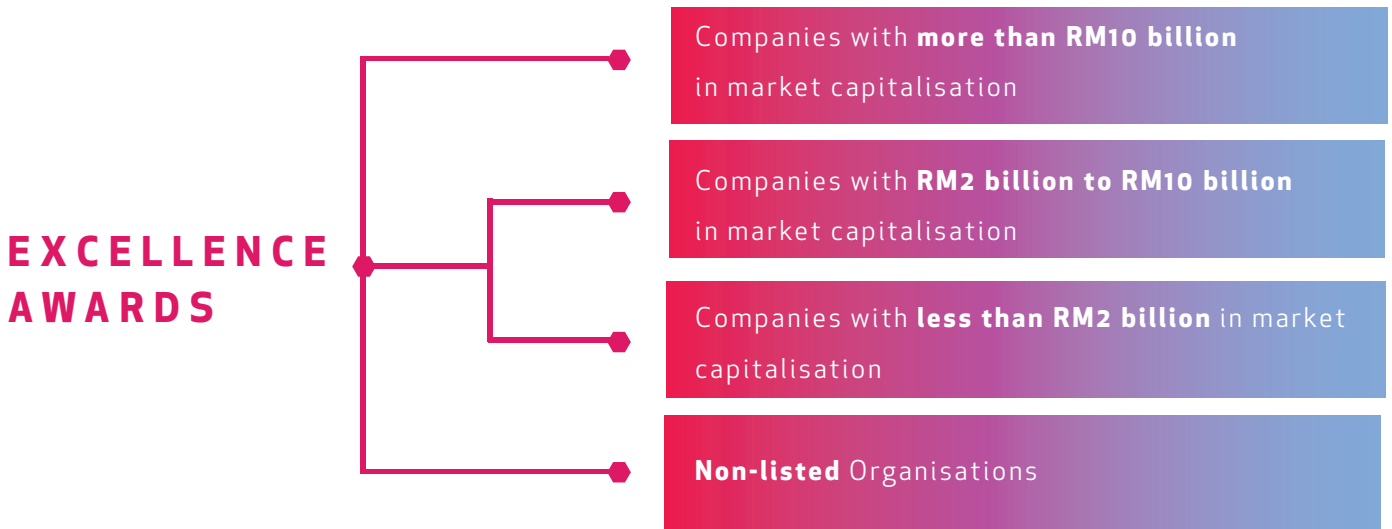 EXCELLENCE
AWARDS
Companies with more than RM10 billion
in market capitalisation
Companies with RM2 billion to RM10 billion
in market capitalisation
Companies with less than RM2 billion in market
capitalisation
Non-listed Organisations